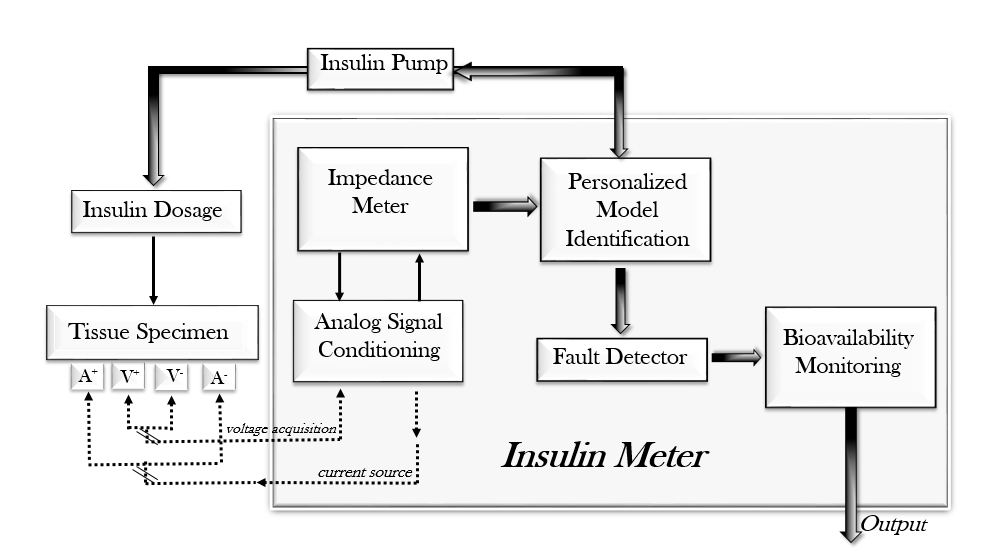 Insulin Pump
Impedance
Meter
Personalized
Model
Identification
Insulin Dosage
Tissue Specimen
A+ V+ V- A-
Analog Signal
Conditioning
Fault Detector
Bioavailability
Monitoring
voltage acquisition
current source
Insulin Meter
Output